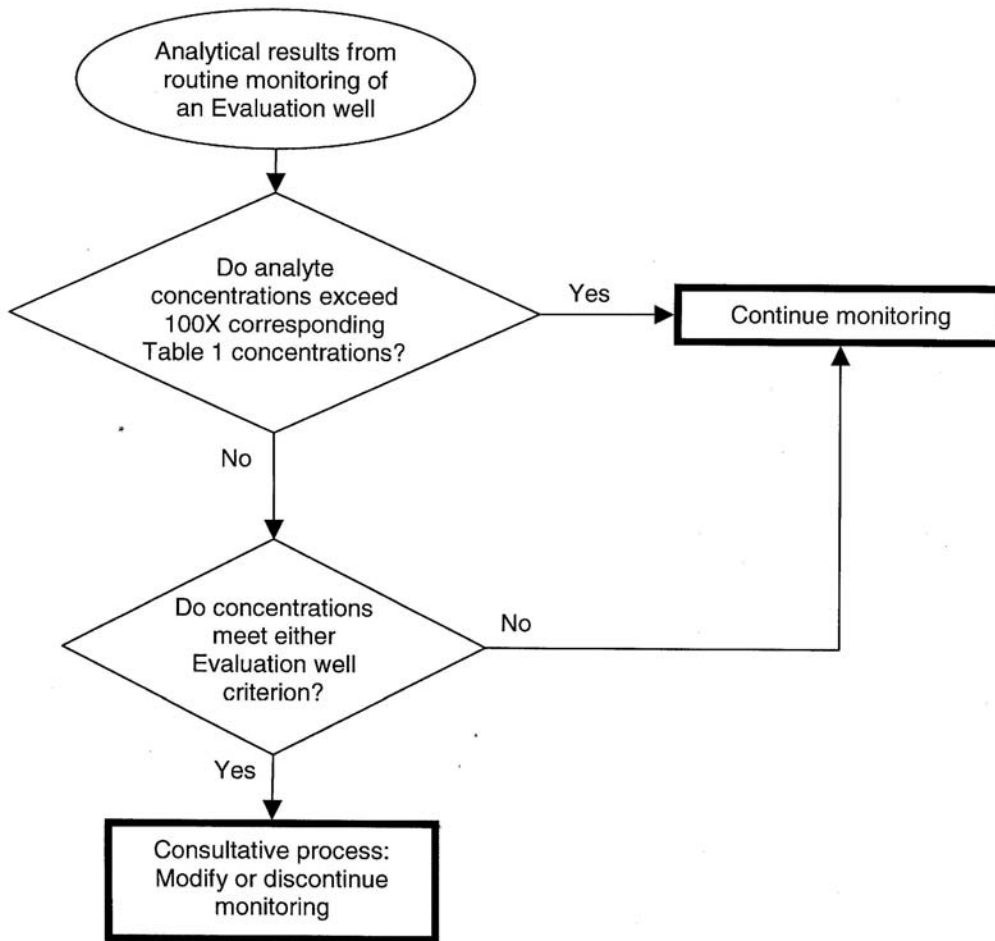 Analytical results from
routine monitoring of
an Evaluation well
Do analyte
concentrations exceed
100X corresponding
Table 1 concentrations?
Yes
Continue monitoring
No
Do concentrations
meet either
Evaluation well
criterion?
No
Yes
Consultative process:
Modify or discontinue
monitoring